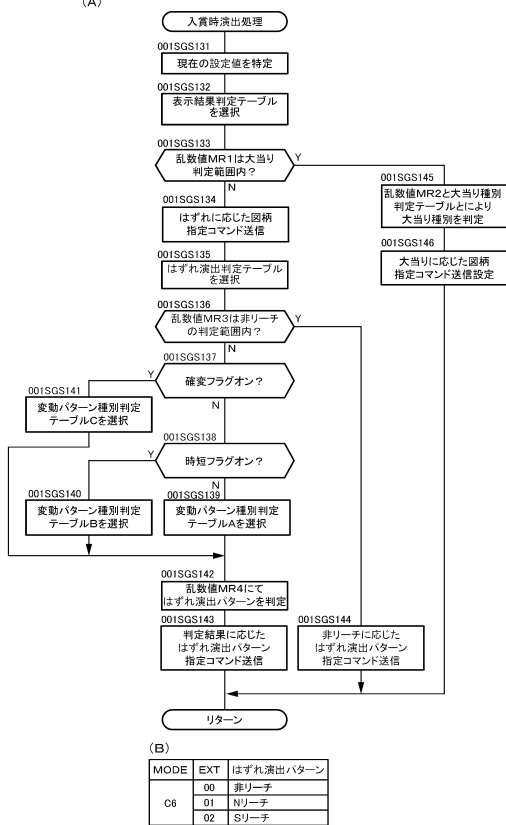 (A)
入賞時演出処理
001SGS131
現在の設定値を特定
001SGS132
表示結果判定テーブル
を選択
001SGS133
乱数値MR1は大当り
判定範囲内？
Y
N
001SGS134
はずれに応じた図柄
指定コマンド送信
001SGS135
はずれ演出判定テーブル
を選択
001SGS136
乱数値MR3は非リーチ
の判定範囲内？
Y
N
001SGS137
確変フラグオン？
Y
N
001SGS138
時短フラグオン？
Y
N
001SGS139
変動パターン種別判定
テーブルAを選択
001SGS140
変動パターン種別判定
テーブルBを選択
001SGS141
変動パターン種別判定
テーブルCを選択
001SGS142
乱数値MR4にて
はずれ演出パターンを判定
001SGS143
判定結果に応じた
はずれ演出パターン
指定コマンド送信
001SGS144
非リーチに応じた
はずれ演出パターン
指定コマンド送信
001SGS145
乱数値MR2と大当り種別
判定テーブルとにより
大当り種別を判定
001SGS146
大当りに応じた図柄
指定コマンド送信設定
リターン
(B)
MODE EXT はずれ演出パターン
C6 00 非リーチ
01 Nリーチ
02 Sリーチ